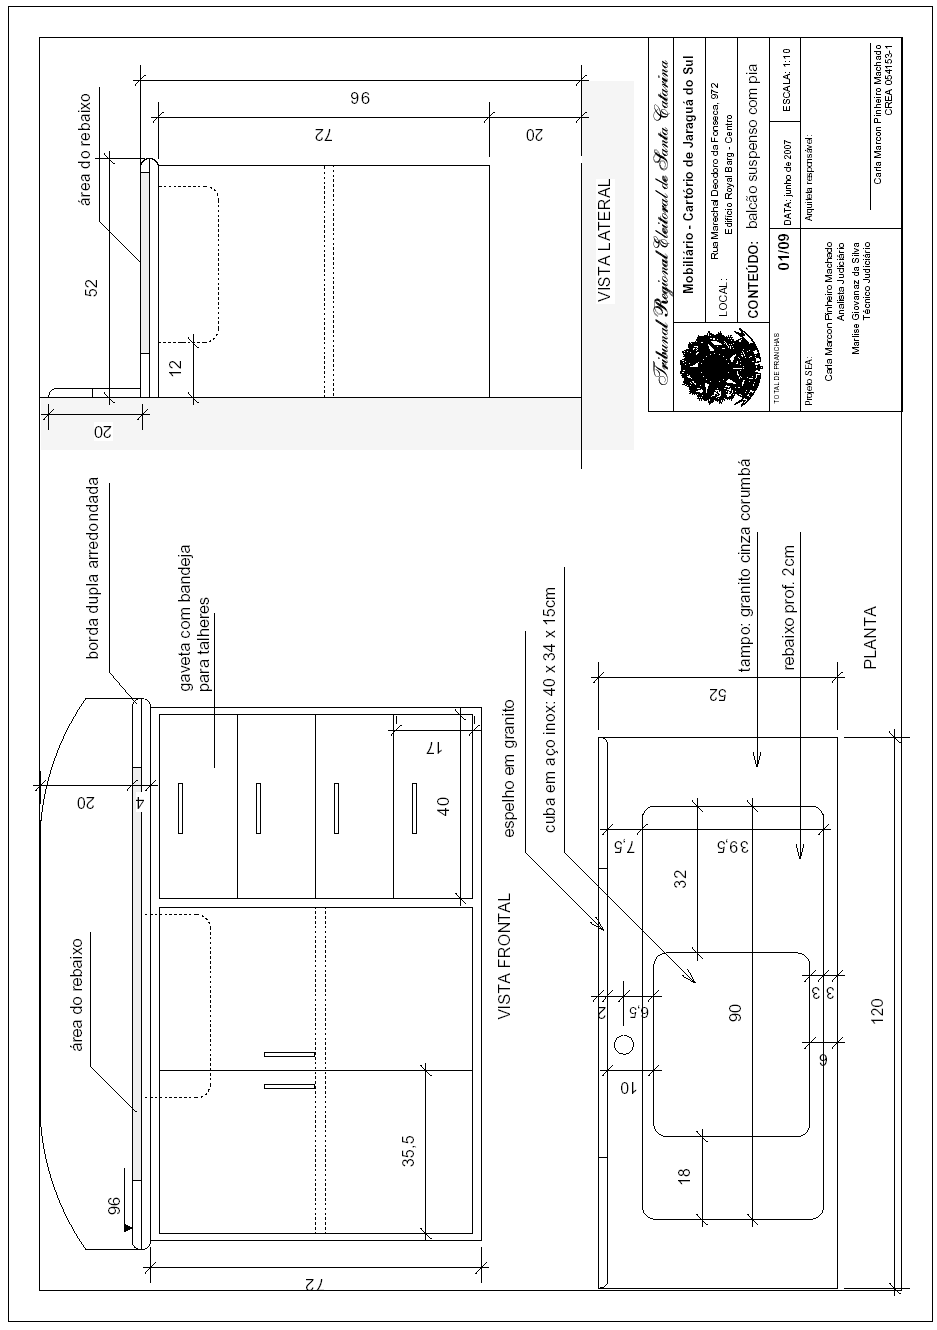 área do rebaixo
96
20
4
borda dupla arredondada
gaveta com bandeja
para talheres
17
40
35,5
72
VISTA FRONTAL
área do rebaixo
52
20
12
96
72
20
VISTA LATERAL
espelho em granito
cuba em aço inox: 40 x 34 x 15cm
tampo: granito cinza corumbá
rebaixo prof. 2cm
52
7,5
39,5
32
2
6,5
90
3
3
10
6
18
120
PLANTA
Tribunal Regional Eleitoral de Santa Catarina
Mobiliário - Cartório de Jaraguá do Sul
LOCAL:
Rua Marechal Deodoro da Fonseca, 972
Edifício Royal Barg - Centro
CONTEÚDO: balcão suspenso com pia
TOTAL DE PRANCHAS
01/09
DATA: junho de 2007
ESCALA: 1:10
Projeto SEA:
Carla Marcon Pinheiro Machado
Analista Judiciário
Marlise Giovanaz da Silva
Técnico Judiciário
Arquiteta responsável:
Carla Marcon Pinheiro Machado
CREA 054153-1